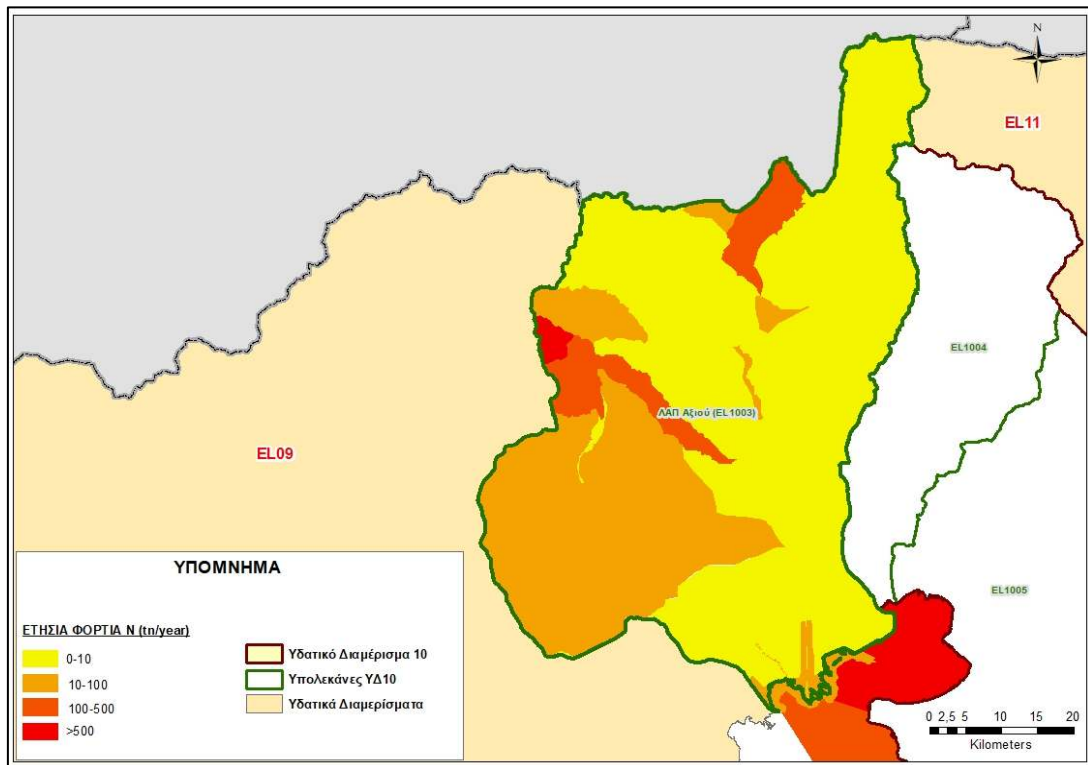 N
EL11
EL1004
ΛΑΠ Αξιού (EL1003)
EL09
EL1005
ΥΠΟΜΝΗΜΑ
ΕΤΗΣΙΑ ΦΟΡΤΙΑ Ν (tn/year)
0-10
10-100
100-500
>500
Υδατικό Διαμέρισμα 10
Υπολεκάνες ΥΔ10
Υδατικά Διαμερίσματα
0 2,5 5 10 15 20
Kilometers